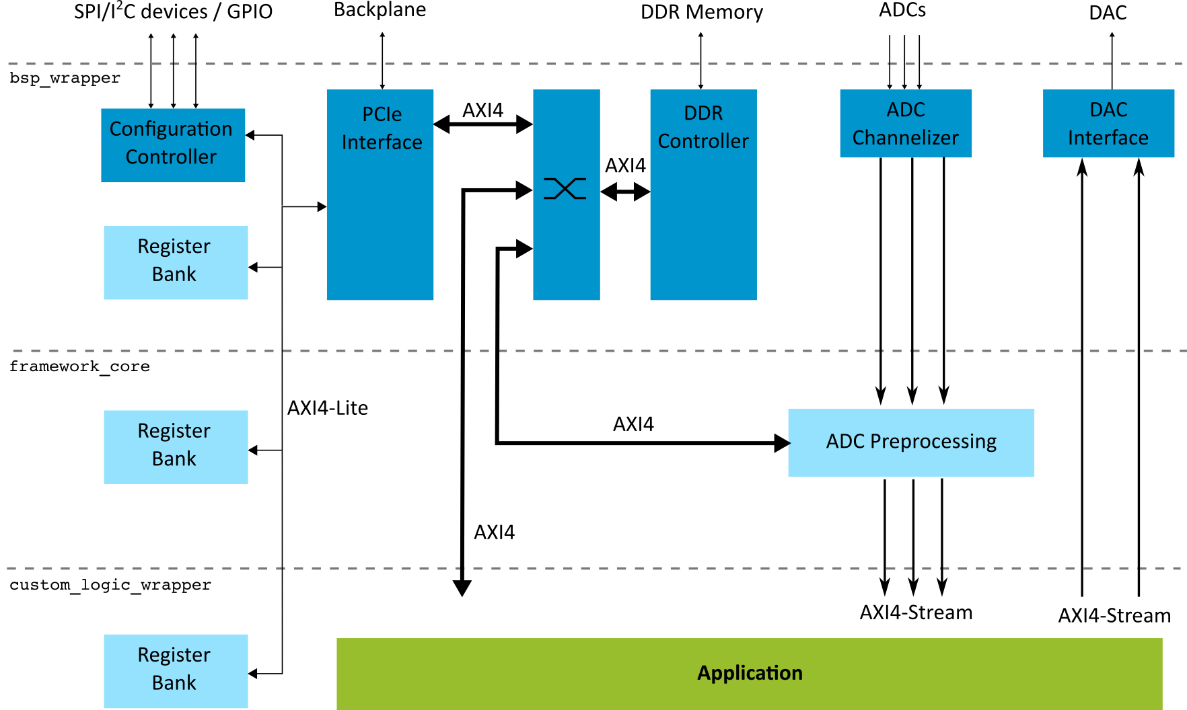 SPI/I²C devices / GPIO
Backplane
DDR Memory
ADCs
DAC
bsp_wrapper
Configuration
Controller
PCIe
Interface
AXI4
DDR
Controller
AXI4
ADC
Channelizer
DAC
Interface
Register
Bank
framework_core
AXI4-Lite
Register
Bank
AXI4
ADC Preprocessing
AXI4
custom_logic_wrapper
AXI4-Stream
AXI4-Stream
Register
Bank
Application